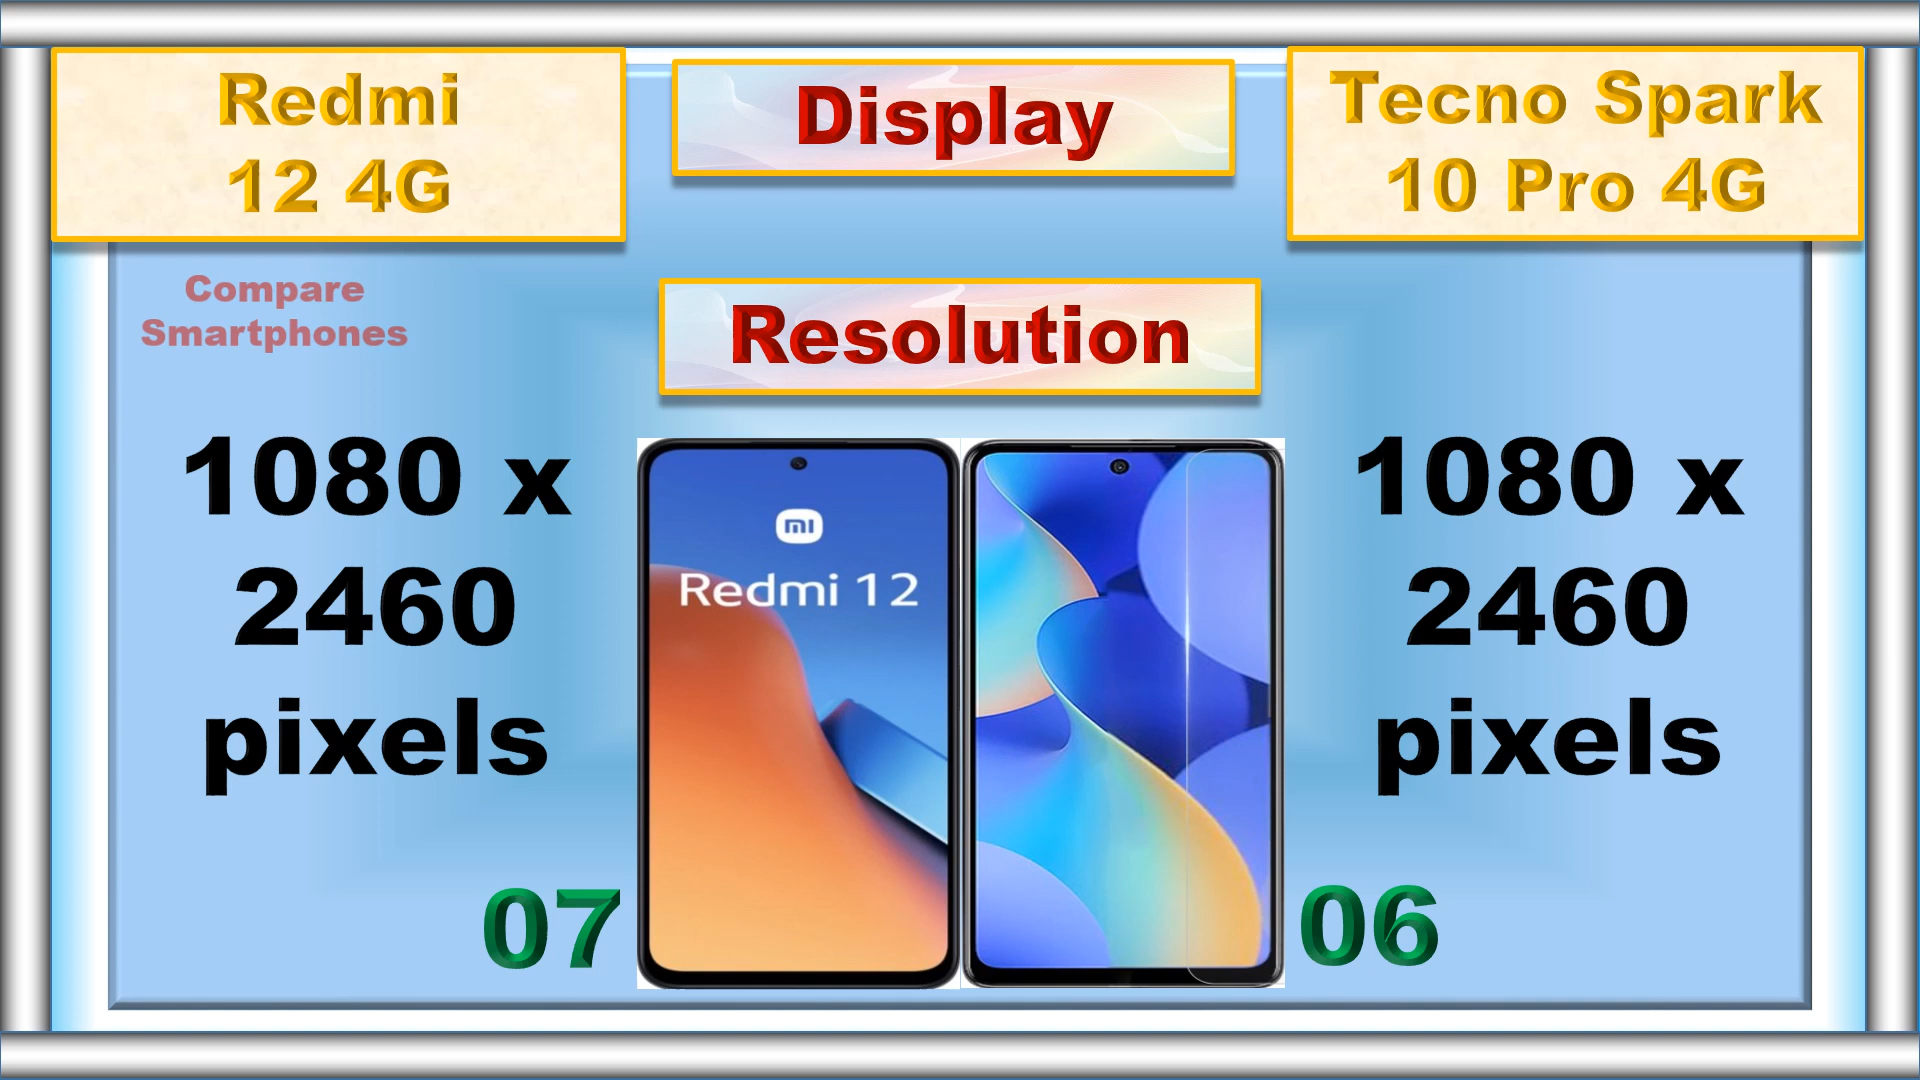 Redmi
12 4G
Display
Tecno Spark
10 Pro 4G
Compare
Smartphones
Resolution
1080 x
2460
pixels
mi
Redmi 12
1080 x
2460
pixels
07
06